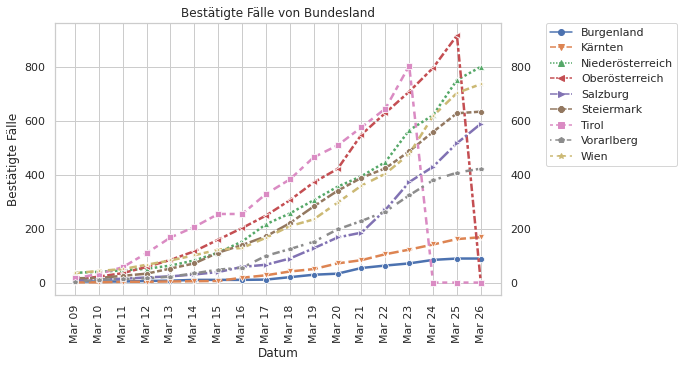 Bestätigte Fälle von Bundesland
Bestätigte Fälle
800
600
400
200
0
800
600
400
200
0
Mar 09
Mar 10
Mar 11
Mar 12
Mar 13
Mar 14
Mar 15
Mar 16
Mar 17
Mar 18
Mar 19
Mar 20
Mar 21
Mar 22
Mar 23
Mar 24
Mar 25
Mar 26
Datum
Burgenland
Kärnten
Niederösterreich
Oberösterreich
Salzburg
Steiermark
Tirol
Vorarlberg
Wien